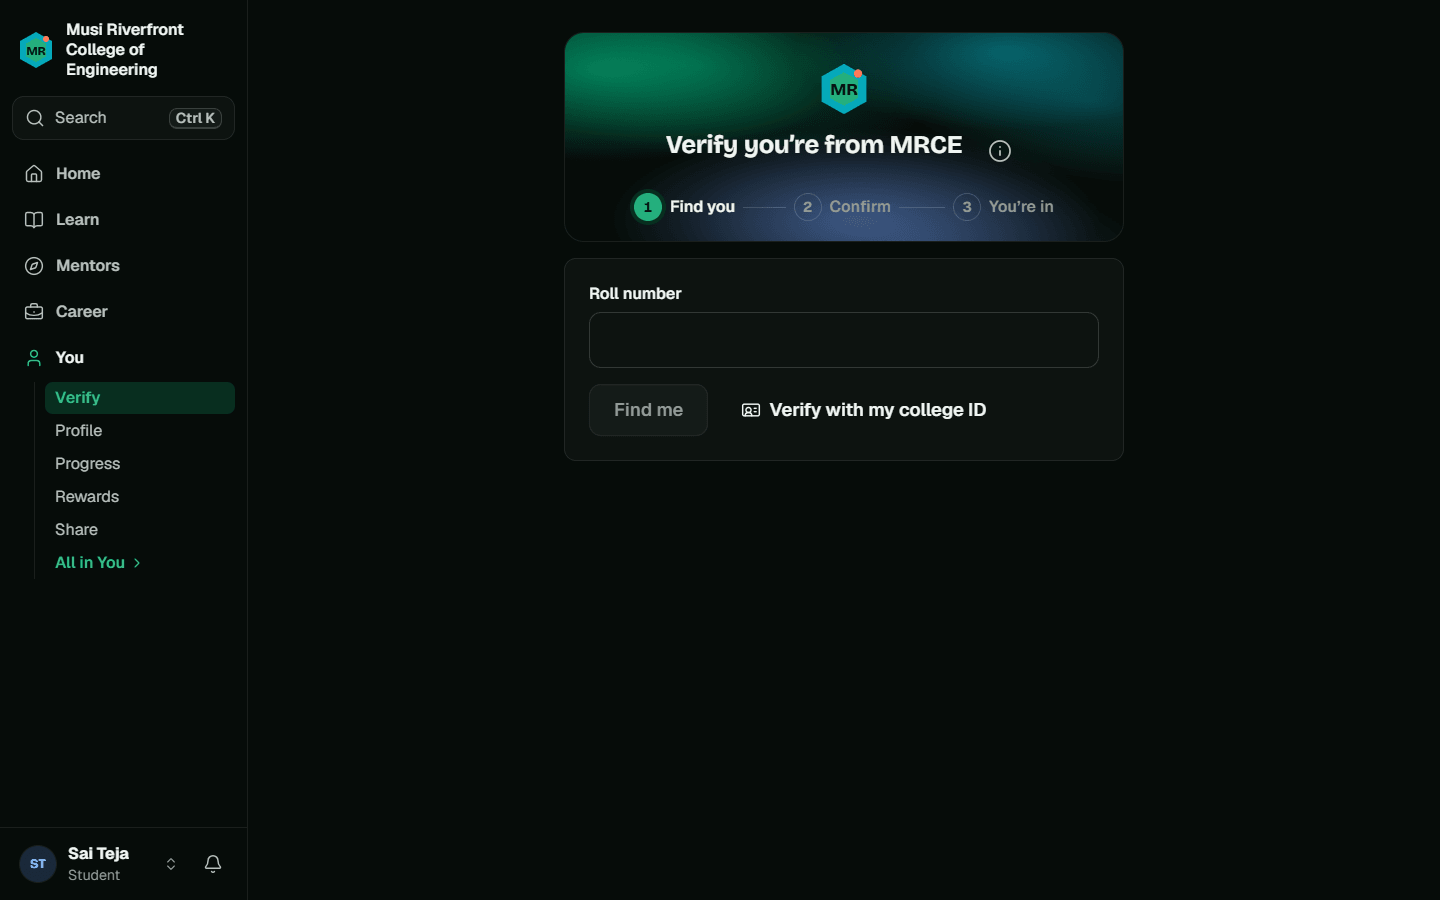 MR
Musi Riverfront
College of
Engineering
Search
Ctrl K
Home
Learn
Mentors
Career
You
Verify
Profile
Progress
Rewards
Share
All in You
ST
Sai Teja
Student
MR
Verify you're from MRCE
1 Find you
2 Confirm
3 You're in
Roll number
Find me
Verify with my college ID